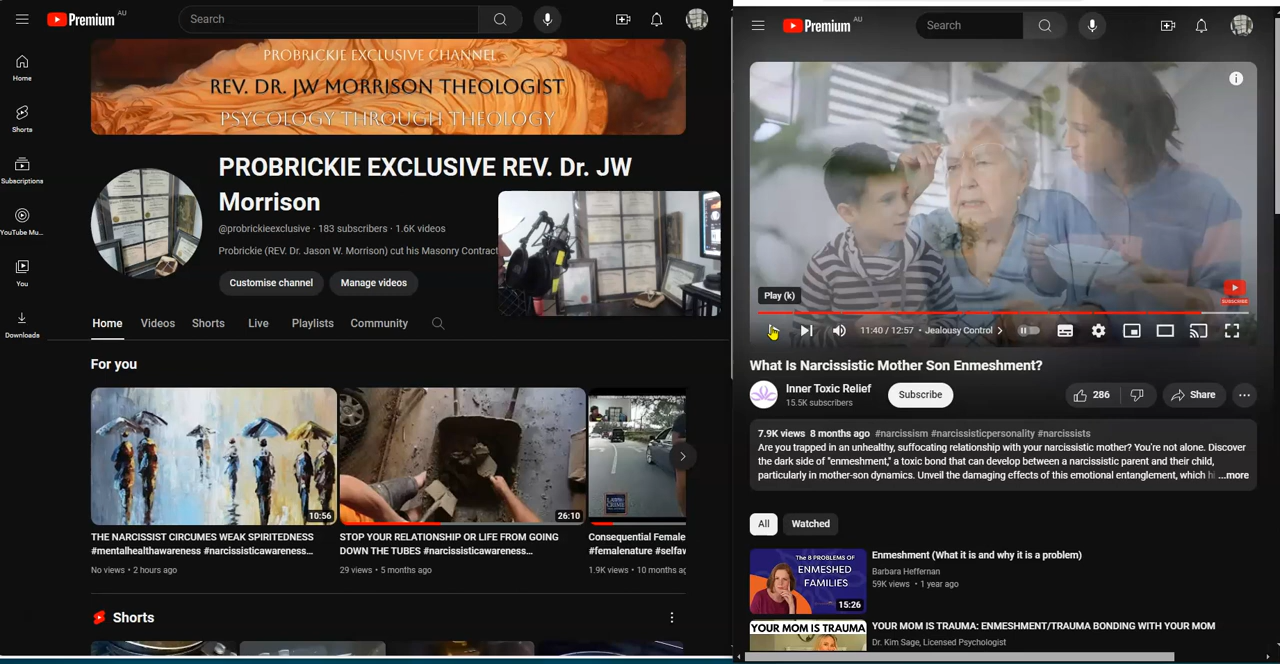 Premium AU
Search
Home
Shorts
Subscriptions
YouTube Mu...
You
Downloads
PROBRICKIE EXCLUSIVE CHANNEL
REV. DR. JW MORRISON THEOLOGIST
PSYCOLOGY THROUGH THEOLOGY
PROBRICKIE EXCLUSIVE REV. Dr. JW
Morrison
@probrickieexclusive · 183 subscribers · 1.6K videos
Probrickie (REV. Dr. Jason W. Morrison) cut his Masonry Contract
Customise channel
Manage videos
Home Videos Shorts Live Playlists Community
For you
10:56
26:10
THE NARCISSIST CIRCUMES WEAK SPIRITEDNESS
#mentalhealthawareness #narcissisticawareness...
No views · 2 hours ago
STOP YOUR RELATIONSHIP OR LIFE FROM GOING
DOWN THE TUBES #narcissisticawareness...
29 views · 5 months ago
Consequential Female
#femalenature #selfaw
1.9K views · 10 months ag
Shorts
Premium AU
Search
Play (k)
SUBSCRIBE
11:40 / 12:57 · Jealousy Control
What Is Narcissistic Mother Son Enmeshment?
Inner Toxic Relief
15.5K subscribers
Subscribe
286
Share
7.9K views 8 months ago #narcissism #narcissisticpersonality #narcissists
Are you trapped in an unhealthy, suffocating relationship with your narcissistic mother? You're not alone. Discover
the dark side of "enmeshment," a toxic bond that can develop between a narcissistic parent and their child,
particularly in mother-son dynamics. Unveil the damaging effects of this emotional entanglement, which hi ...more
All
Watched
The 8 PROBLEMS OF
ENMESHED
FAMILIES
15:26
Enmeshment (What it is and why it is a problem)
Barbara Heffernan
59K views · 1 year ago
YOUR MOM IS TRAUMA
YOUR MOM IS TRAUMA: ENMESHMENT/TRAUMA BONDING WITH YOUR MOM
Dr. Kim Sage, Licensed Psychologist